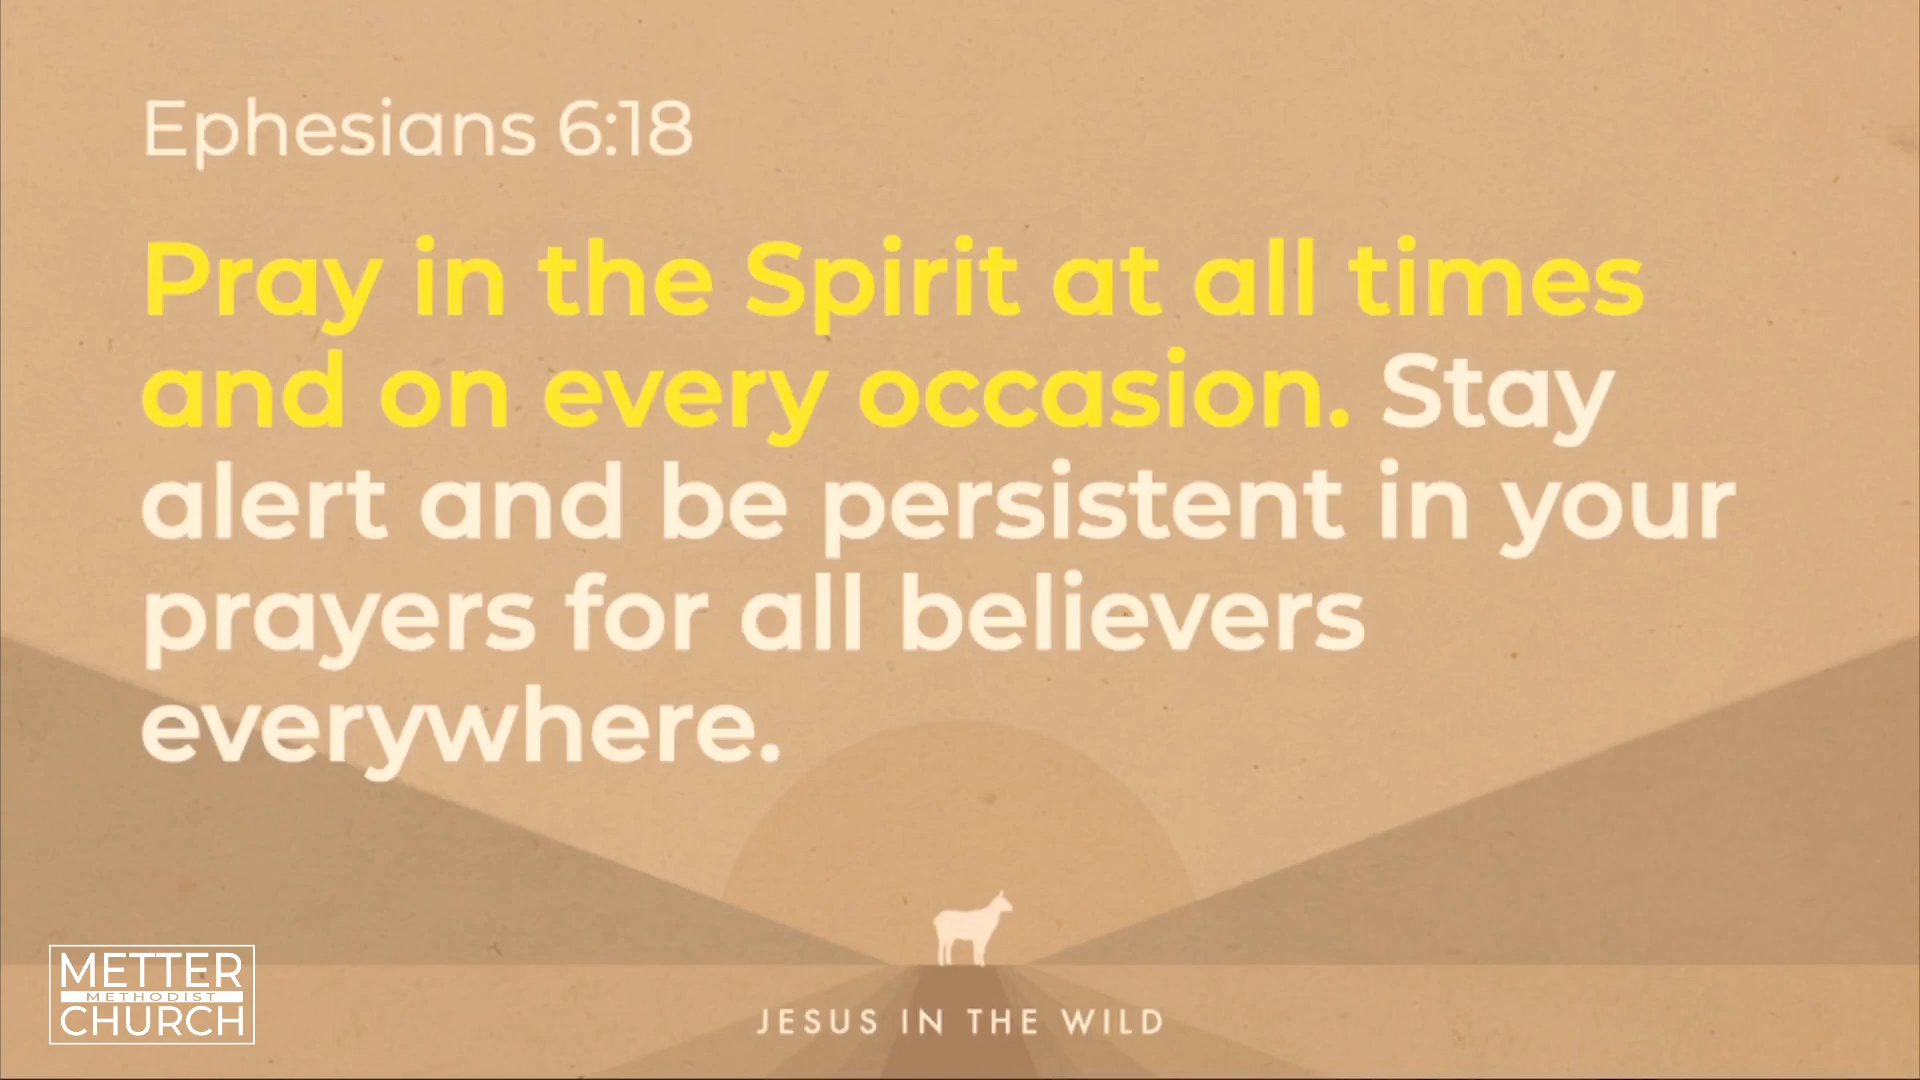 Ephesians 6:18
Pray in the Spirit at all times
and on every occasion. Stay
alert and be persistent in your
prayers for all believers
everywhere.
METTER
METHODIST
CHURCH
JESUS IN THE WILD